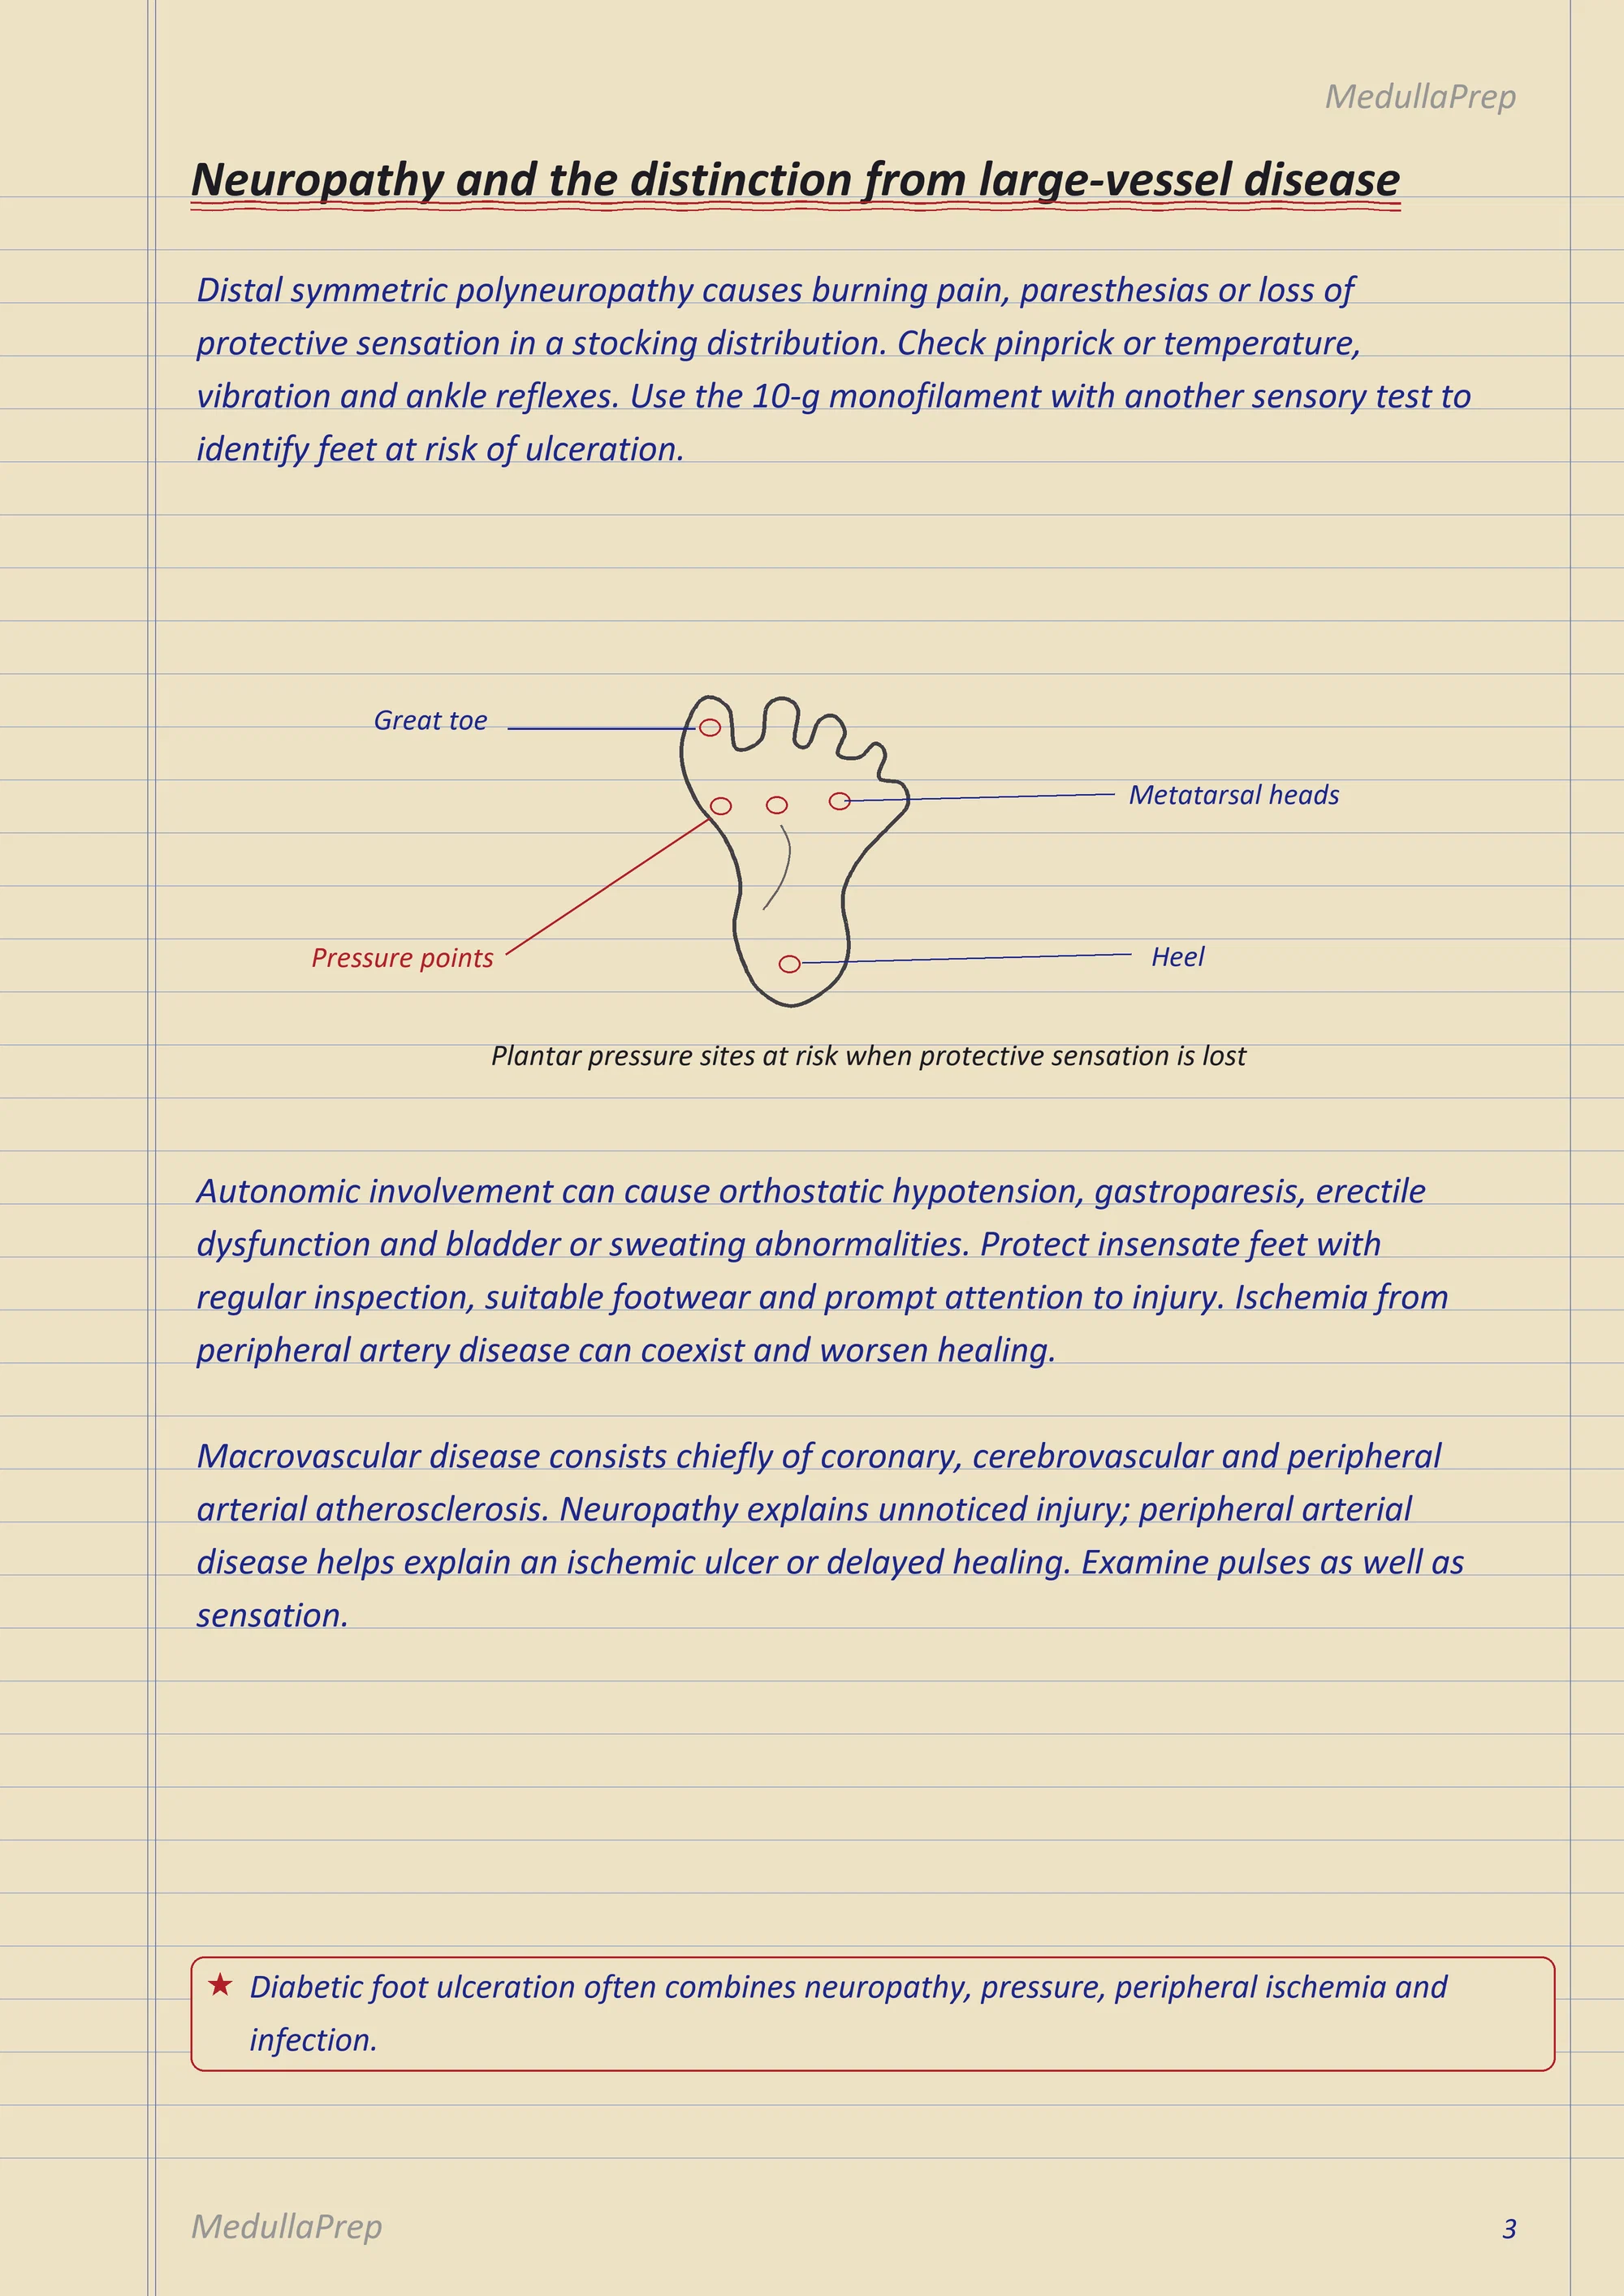 MedullaPrep
Neuropathy and the distinction from large-vessel disease
Distal symmetric polyneuropathy causes burning pain, paresthesias or loss of
protective sensation in a stocking distribution. Check pinprick or temperature,
vibration and ankle reflexes. Use the 10-g monofilament with another sensory test to
identify feet at risk of ulceration.
Great toe
Metatarsal heads
Pressure points
Heel
Plantar pressure sites at risk when protective sensation is lost
Autonomic involvement can cause orthostatic hypotension, gastroparesis, erectile
dysfunction and bladder or sweating abnormalities. Protect insensate feet with
regular inspection, suitable footwear and prompt attention to injury. Ischemia from
peripheral artery disease can coexist and worsen healing.
Macrovascular disease consists chiefly of coronary, cerebrovascular and peripheral
arterial atherosclerosis. Neuropathy explains unnoticed injury; peripheral arterial
disease helps explain an ischemic ulcer or delayed healing. Examine pulses as well as
sensation.
★ Diabetic foot ulceration often combines neuropathy, pressure, peripheral ischemia and
infection.
MedullaPrep
3